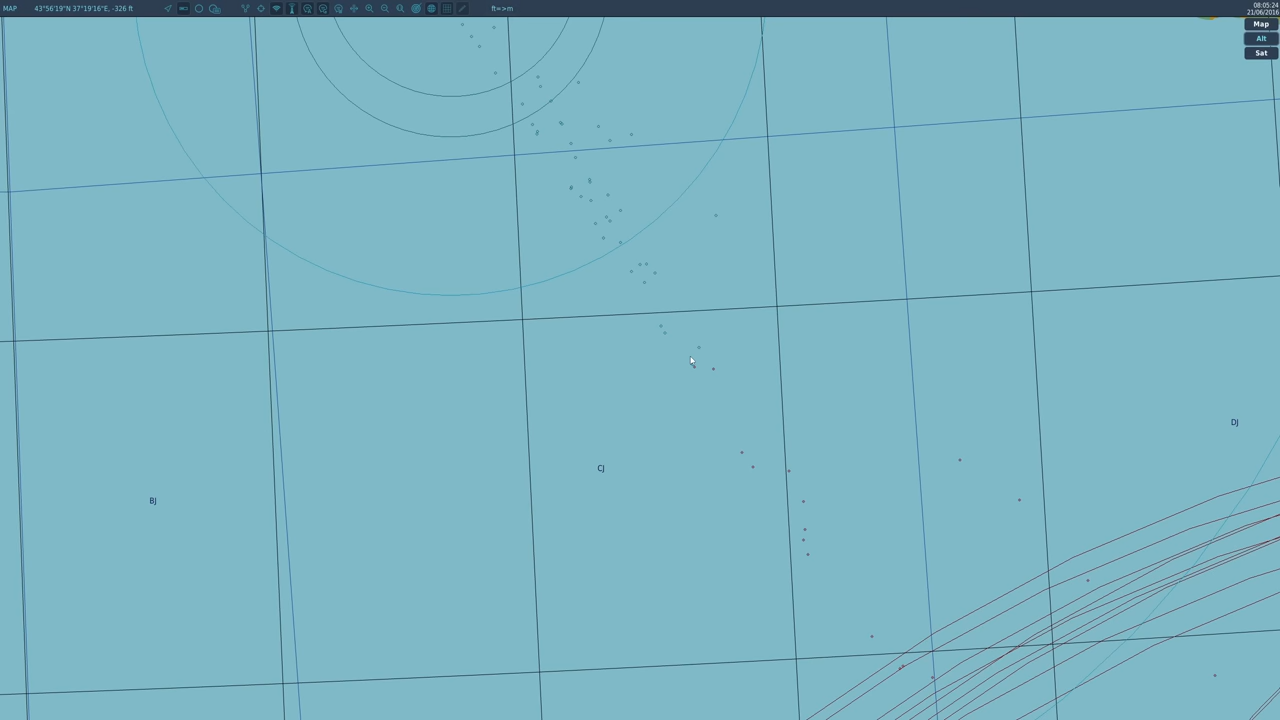 MAP 43°56'19"N 37°19'16"E, -326 ft ft=>m 08:05:24
21/06/2016
Map
Alt
Sat
DJ
CJ
BJ